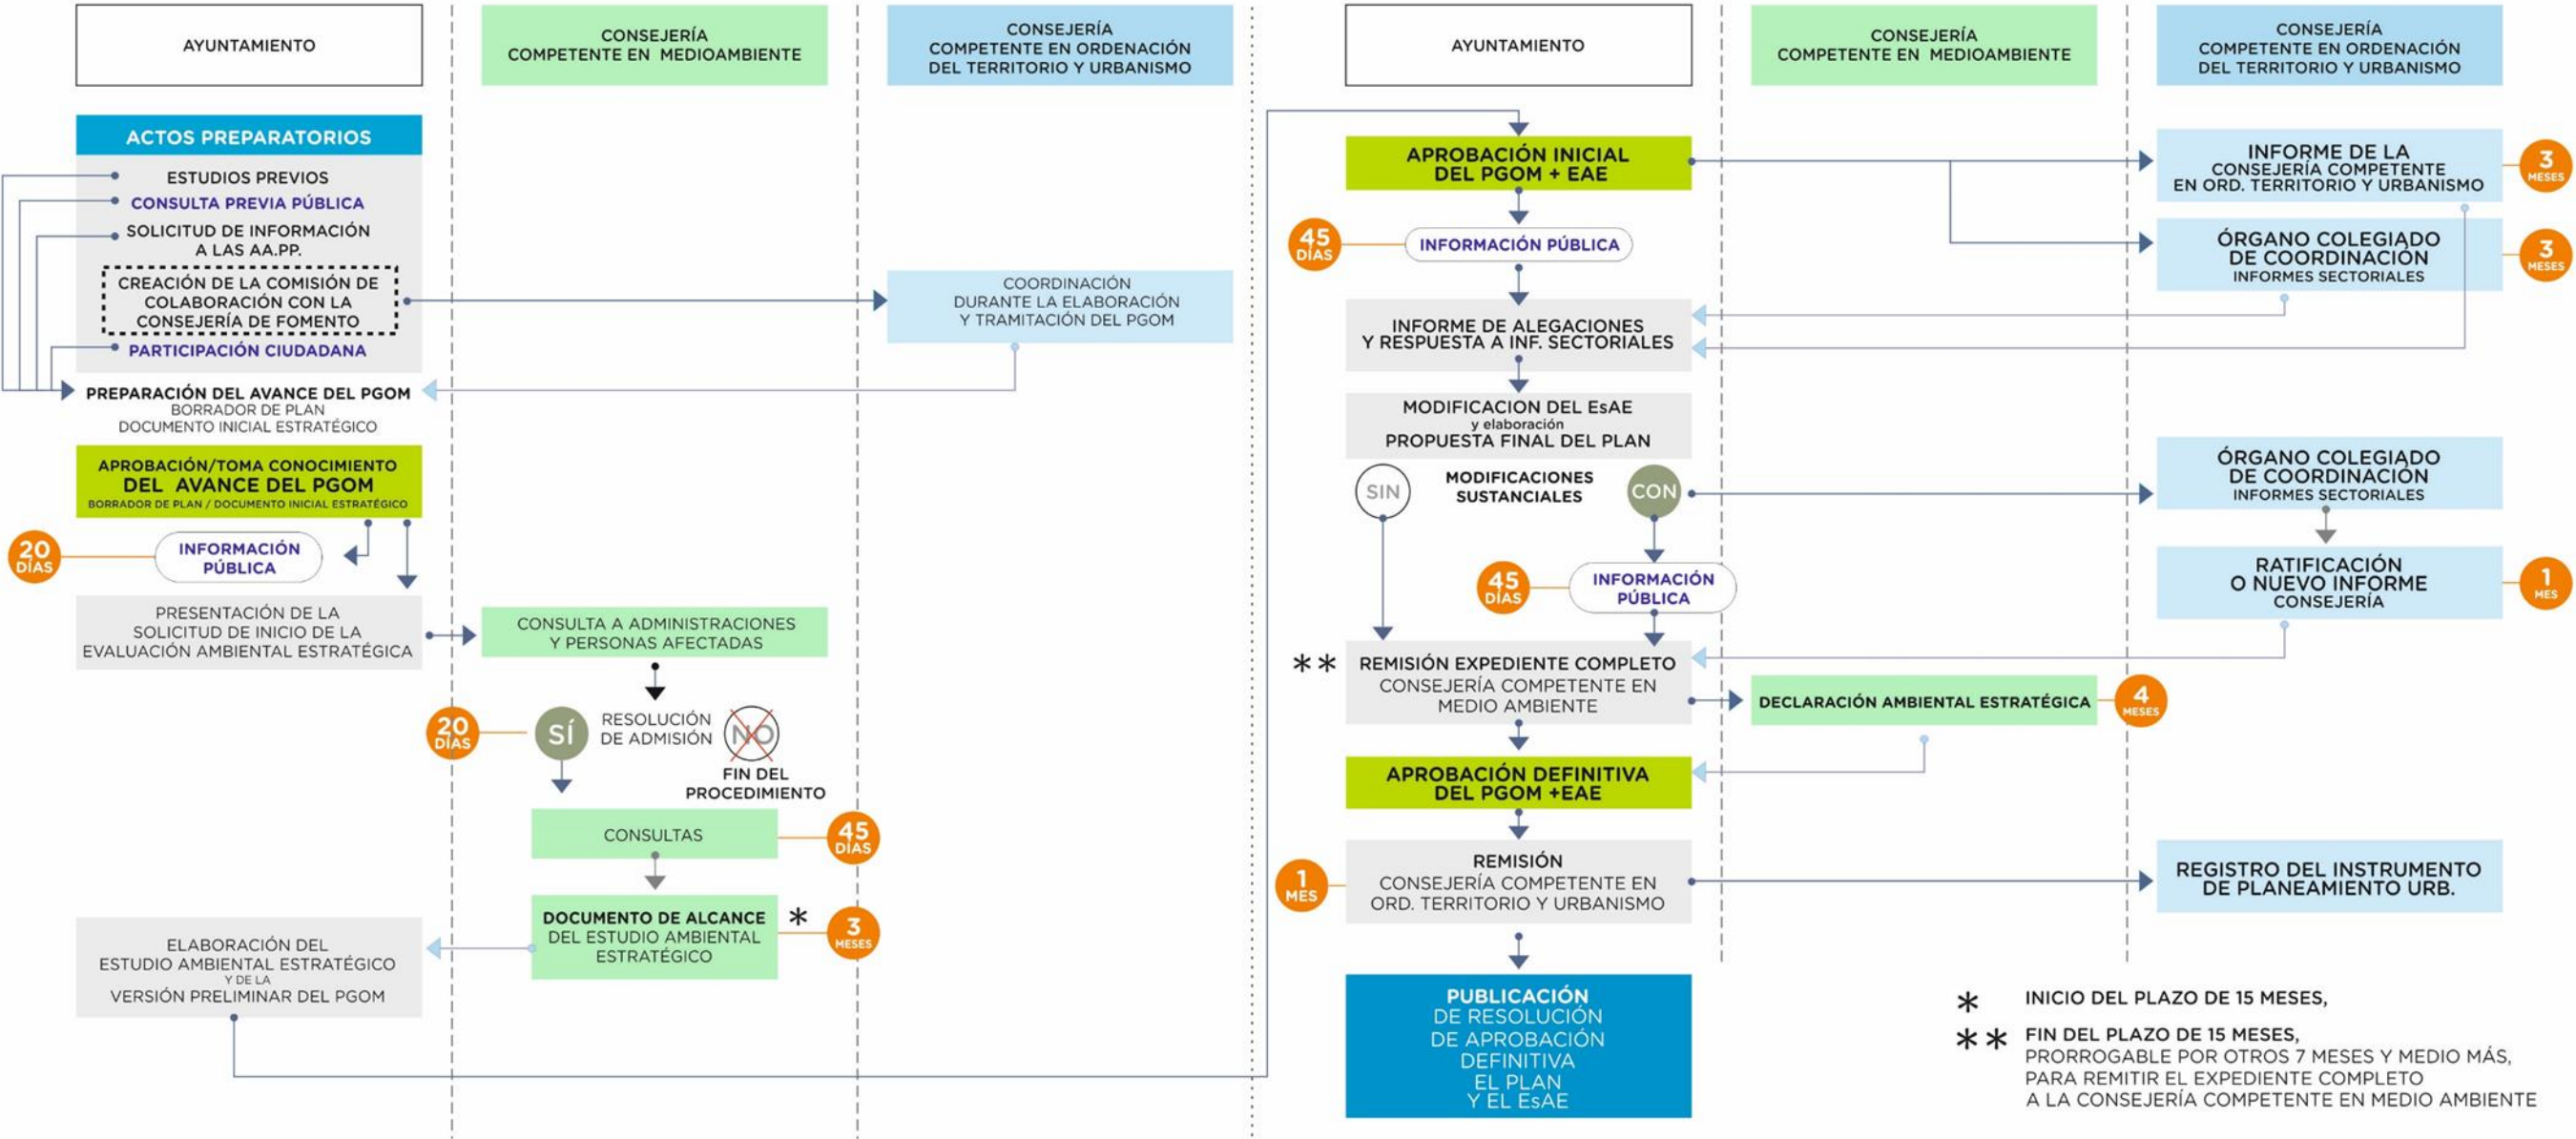 AYUNTAMIENTO
CONSEJERÍA
COMPETENTE EN MEDIOAMBIENTE
CONSEJERÍA
COMPETENTE EN ORDENACIÓN
DEL TERRITORIO Y URBANISMO
ACTOS PREPARATORIOS
ESTUDIOS PREVIOS
CONSULTA PREVIA PÚBLICA
SOLICITUD DE INFORMACIÓN
A LAS AA.PP.
CREACIÓN DE LA COMISIÓN DE
COLABORACIÓN CON LA
CONSEJERÍA DE FOMENTO
PARTICIPACIÓN CIUDADANA
COORDINACIÓN
DURANTE LA ELABORACIÓN
Y TRAMITACIÓN DEL PGOM
PREPARACIÓN DEL AVANCE DEL PGOM
BORRADOR DE PLAN
DOCUMENTO INICIAL ESTRATÉGICO
APROBACIÓN/TOMA CONOCIMIENTO
DEL AVANCE DEL PGOM
BORRADOR DE PLAN / DOCUMENTO INICIAL ESTRATÉGICO
20
DÍAS
INFORMACIÓN
PÚBLICA
PRESENTACIÓN DE LA
SOLICITUD DE INICIO DE LA
EVALUACIÓN AMBIENTAL ESTRATÉGICA
CONSULTA A ADMINISTRACIONES
Y PERSONAS AFECTADAS
20
DÍAS
SÍ
RESOLUCIÓN
DE ADMISIÓN
NO
FIN DEL
PROCEDIMIENTO
CONSULTAS
45
DÍAS
DOCUMENTO DE ALCANCE *
DEL ESTUDIO AMBIENTAL
ESTRATÉGICO
3
MESES
ELABORACIÓN DEL
ESTUDIO AMBIENTAL ESTRATÉGICO
Y DE LA
VERSIÓN PRELIMINAR DEL PGOM
AYUNTAMIENTO
CONSEJERÍA
COMPETENTE EN MEDIOAMBIENTE
CONSEJERÍA
COMPETENTE EN ORDENACIÓN
DEL TERRITORIO Y URBANISMO
APROBACIÓN INICIAL
DEL PGOM + EAE
INFORME DE LA
CONSEJERÍA COMPETENTE
EN ORD. TERRITORIO Y URBANISMO
3
MESES
45
DÍAS
INFORMACIÓN PÚBLICA
ÓRGANO COLEGIADO
DE COORDINACIÓN
INFORMES SECTORIALES
3
MESES
INFORME DE ALEGACIONES
Y RESPUESTA A INF. SECTORIALES
MODIFICACION DEL EsAE
y elaboración
PROPUESTA FINAL DEL PLAN
SIN
MODIFICACIONES
SUSTANCIALES
CON
ÓRGANO COLEGIADO
DE COORDINACIÓN
INFORMES SECTORIALES
45
DÍAS
INFORMACIÓN
PÚBLICA
RATIFICACIÓN
O NUEVO INFORME
CONSEJERÍA
1
MES
** REMISIÓN EXPEDIENTE COMPLETO
CONSEJERÍA COMPETENTE EN
MEDIO AMBIENTE
DECLARACIÓN AMBIENTAL ESTRATÉGICA
4
MESES
APROBACIÓN DEFINITIVA
DEL PGOM +EAE
1
MES
REMISIÓN
CONSEJERÍA COMPETENTE EN
ORD. TERRITORIO Y URBANISMO
REGISTRO DEL INSTRUMENTO
DE PLANEAMIENTO URB.
PUBLICACIÓN
DE RESOLUCIÓN
DE APROBACIÓN
DEFINITIVA
EL PLAN
Y EL EsAE
* INICIO DEL PLAZO DE 15 MESES,
** FIN DEL PLAZO DE 15 MESES,
PRORROGABLE POR OTROS 7 MESES Y MEDIO MÁS,
PARA REMITIR EL EXPEDIENTE COMPLETO
A LA CONSEJERÍA COMPETENTE EN MEDIO AMBIENTE